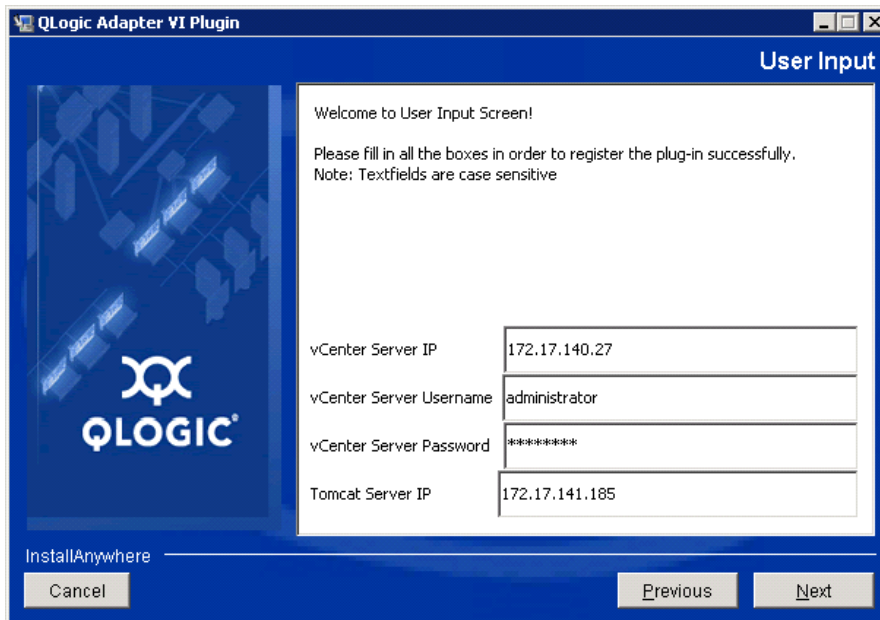 QLogic Adapter VI Plugin
User Input
Welcome to User Input Screen!
Please fill in all the boxes in order to register the plug-in successfully.
Note: Textfields are case sensitive
vCenter Server IP 172.17.140.27
vCenter Server Username administrator
vCenter Server Password ********
Tomcat Server IP 172.17.141.185
QLOGIC®
InstallAnywhere
Cancel Previous Next